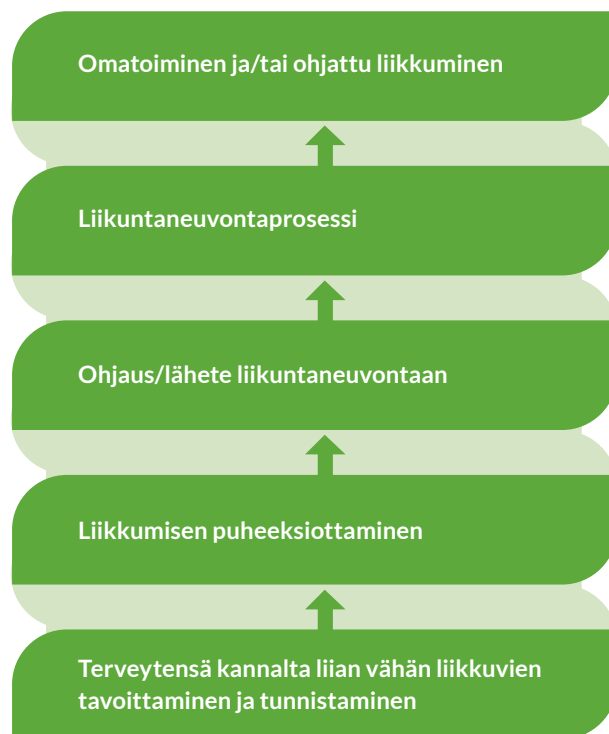 Omatoiminen ja/tai ohjattu liikkuminen
Liikuntaneuvontaprosessi
Ohjaus/lähete liikuntaneuvontaan
Liikkumisen puheeksiottaminen
Terveytensä kannalta liian vähän liikkuvien
tavoittaminen ja tunnistaminen